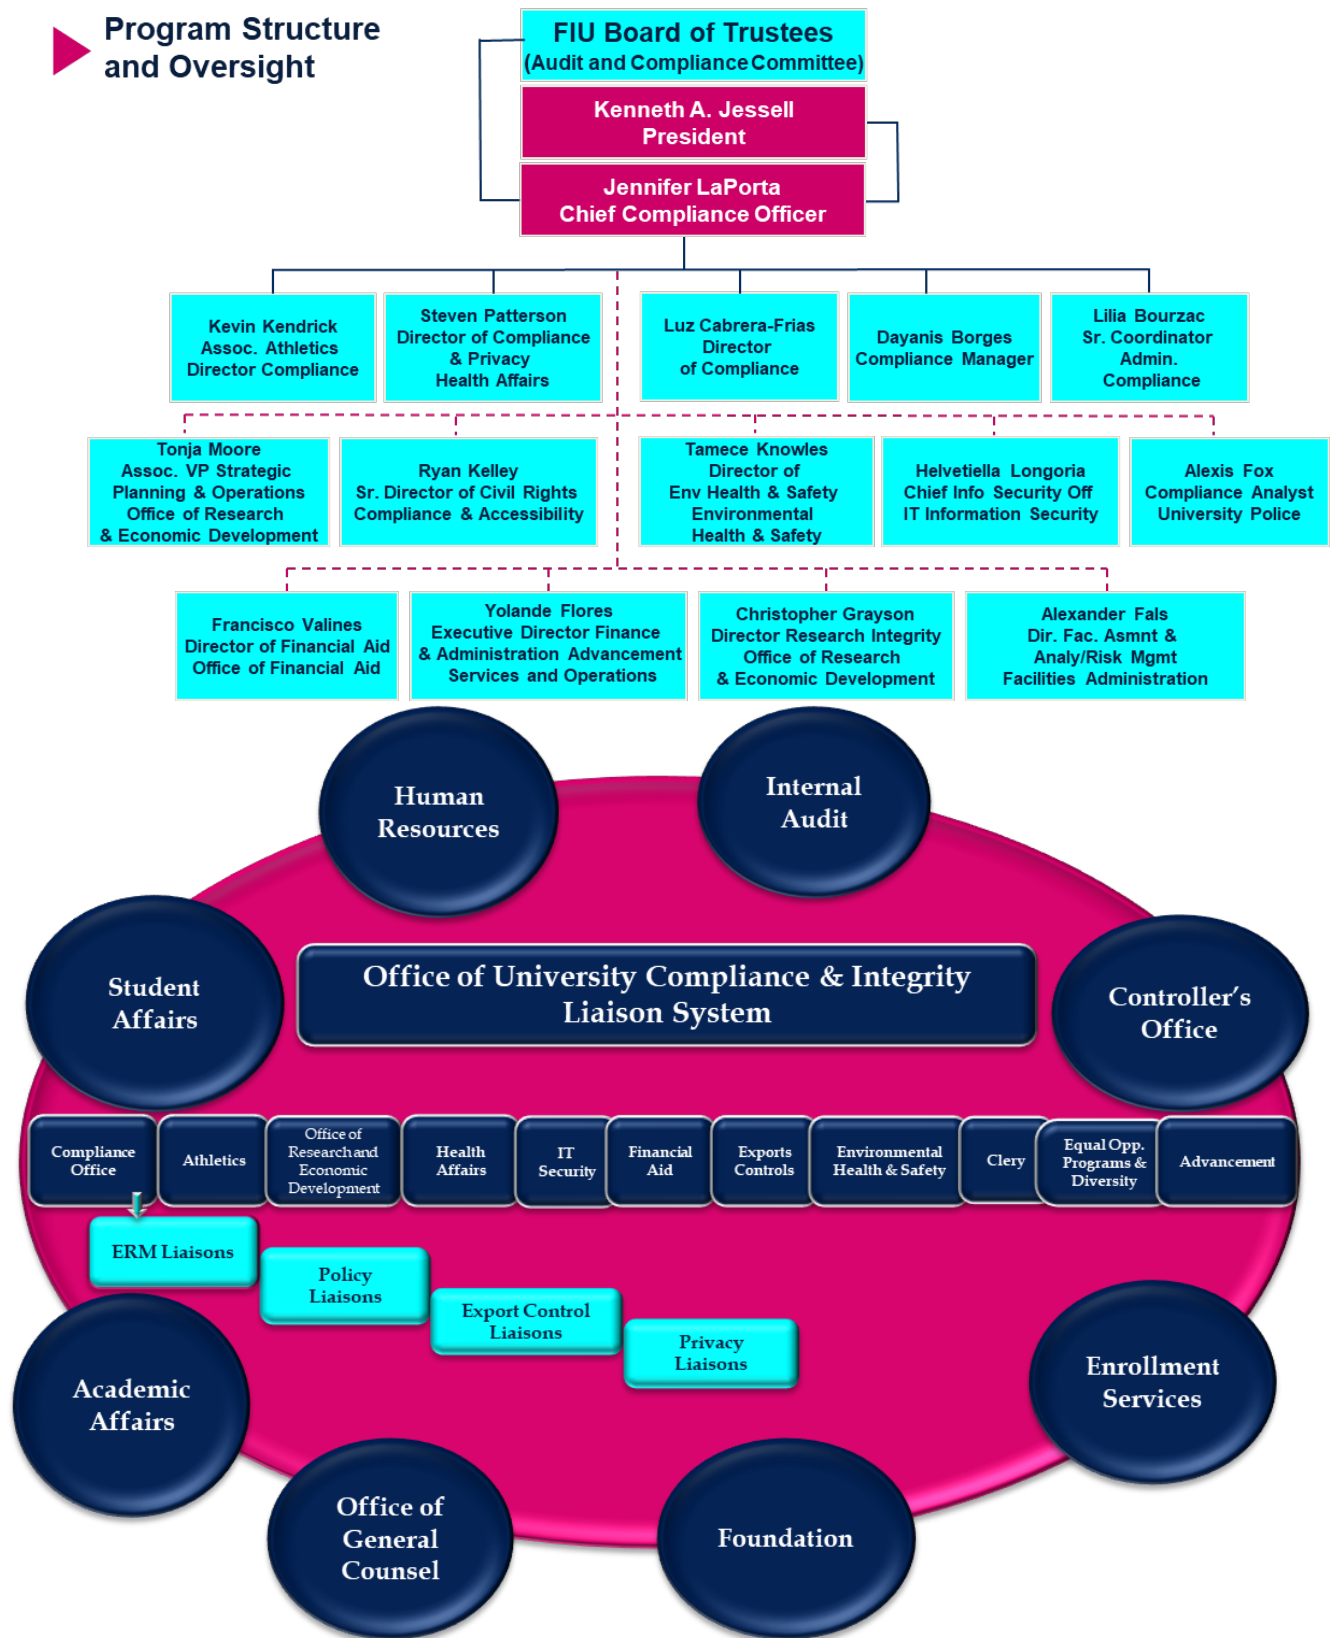 Program Structure
and Oversight
FIU Board of Trustees
(Audit and Compliance Committee)
Kenneth A. Jessell
President
Jennifer LaPorta
Chief Compliance Officer
Kevin Kendrick
Assoc. Athletics
Director Compliance
Steven Patterson
Director of Compliance
& Privacy
Health Affairs
Luz Cabrera-Frias
Director
of Compliance
Dayanis Borges
Compliance Manager
Lilia Bourzac
Sr. Coordinator
Admin.
Compliance
Tonja Moore
Assoc. VP Strategic
Planning & Operations
Office of Research
& Economic Development
Ryan Kelley
Sr. Director of Civil Rights
Compliance & Accessibility
Tamece Knowles
Director of
Env Health & Safety
Environmental
Health & Safety
Helvetiella Longoria
Chief Info Security Off
IT Information Security
Alexis Fox
Compliance Analyst
University Police
Francisco Valines
Director of Financial Aid
Office of Financial Aid
Yolande Flores
Executive Director Finance
& Administration Advancement
Services and Operations
Christopher Grayson
Director Research Integrity
Office of Research
& Economic Development
Alexander Fals
Dir. Fac. Asmnt &
Analy/Risk Mgmt
Facilities Administration
Human
Resources
Internal
Audit
Student
Affairs
Office of University Compliance & Integrity
Liaison System
Controller’s
Office
Compliance
Office
Athletics
Office of
Research and
Economic
Development
Health
Affairs
IT
Security
Financial
Aid
Exports
Controls
Environmental
Health & Safety
Clery
Equal Opp.
Programs &
Diversity
Advancement
ERM Liaisons
Policy
Liaisons
Export Control
Liaisons
Privacy
Liaisons
Academic
Affairs
Enrollment
Services
Office of
General
Counsel
Foundation